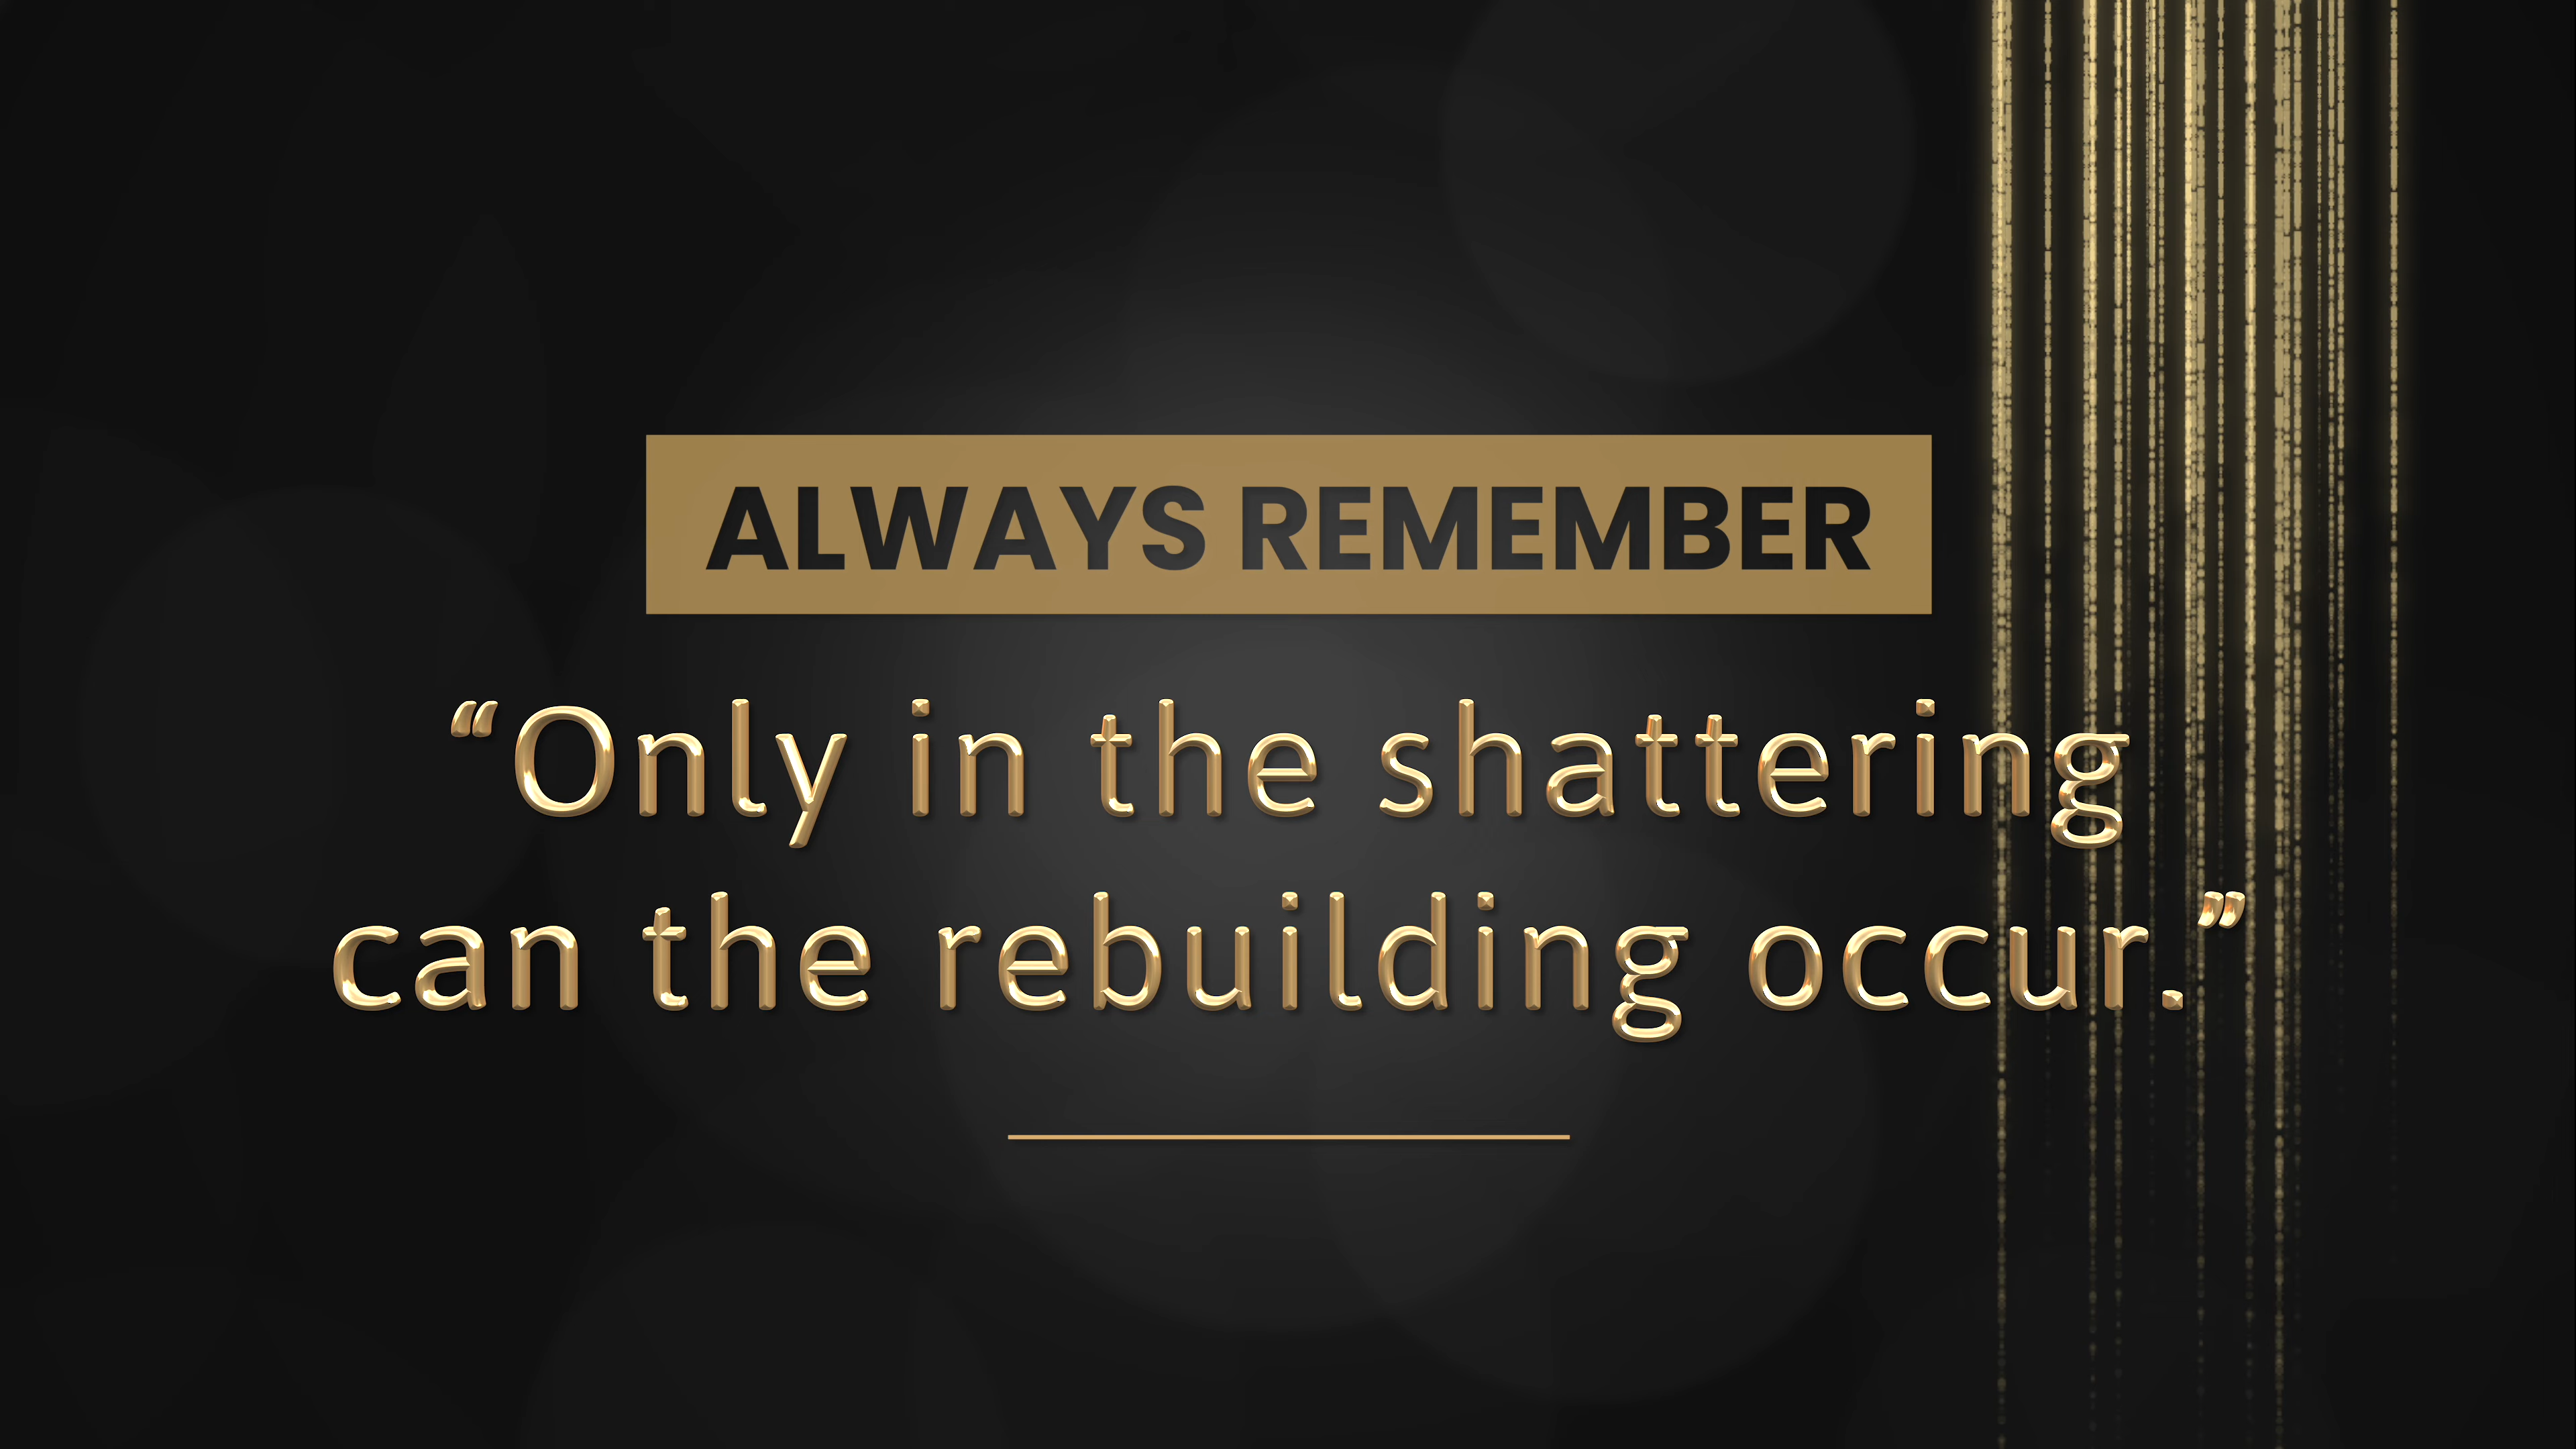 ALWAYS REMEMBER
“Only in the shattering
can the rebuilding occur.”